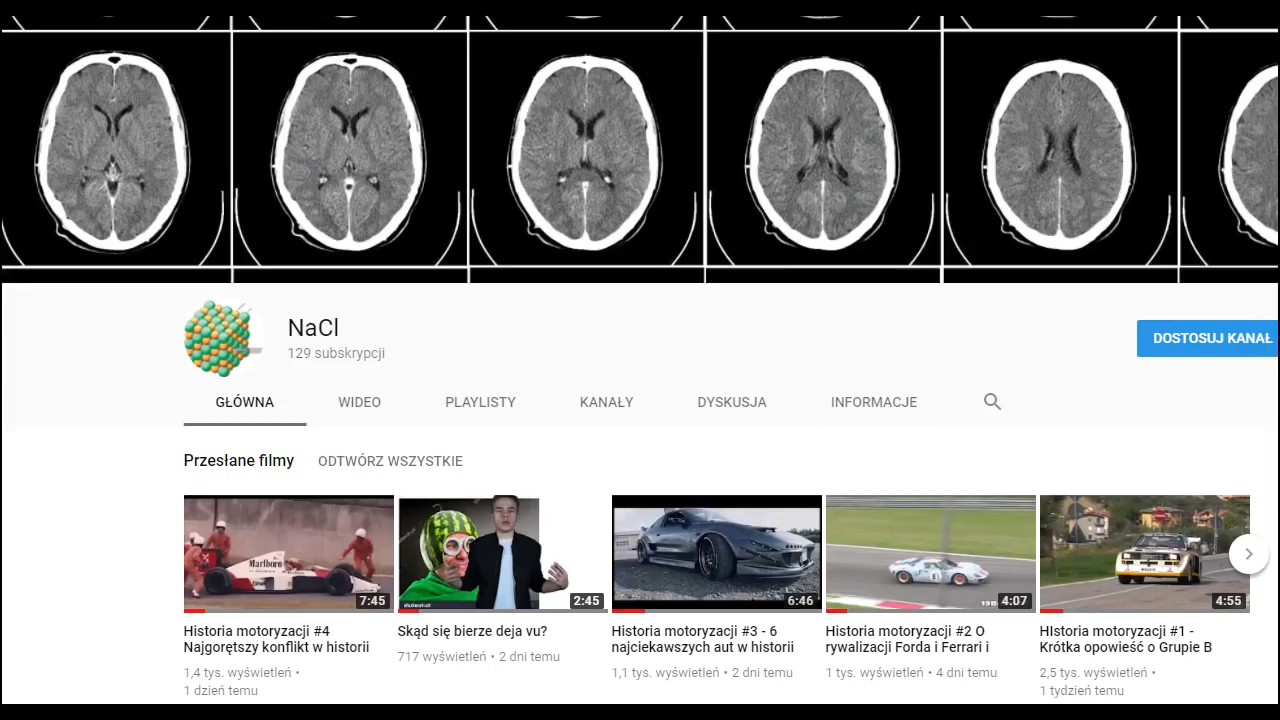 NaCl
129 subskrypcji
DOSTOSUJ KANAŁ
GŁÓWNA
WIDEO
PLAYLISTY
KANAŁY
DYSKUSJA
INFORMACJE
Przesłane filmy
ODTWÓRZ WSZYSTKIE
Marlboro
7:45
Historia motoryzacji #4
Najgorętszy konflikt w historii
1,4 tys. wyświetleń •
1 dzień temu
shutterstock
2:45
Skąd się bierze deja vu?
717 wyświetleń • 2 dni temu
6:46
Historia motoryzacji #3 - 6
najciekawszych aut w historii
1,1 tys. wyświetleń • 2 dni temu
4:07
Historia motoryzacji #2 O
rywalizacji Forda i Ferrari i
1 tys. wyświetleń • 4 dni temu
4:55
HIstoria motoryzacji #1 -
Krótka opowieść o Grupie B
2,5 tys. wyświetleń •
1 tydzień temu